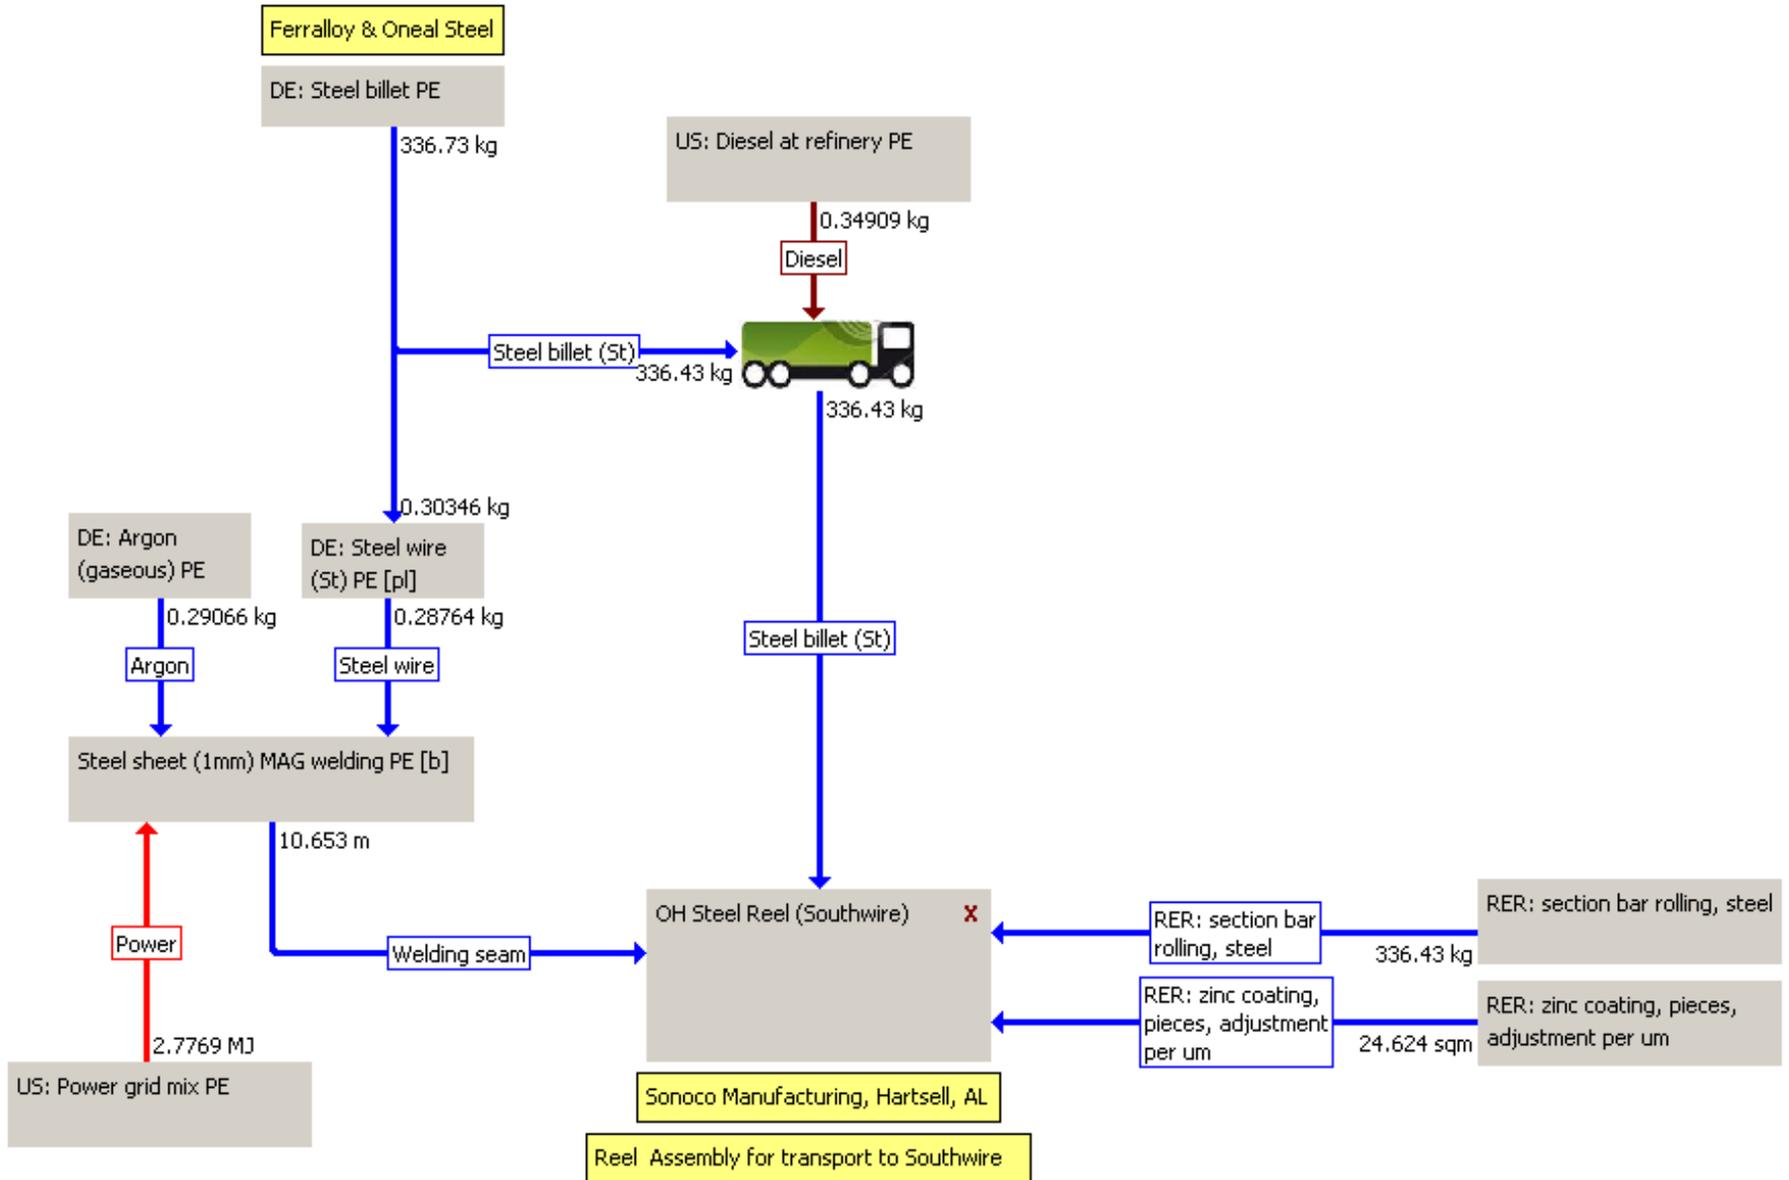 Ferralloy & Oneal Steel
DE: Steel billet PE
336.73 kg
US: Diesel at refinery PE
0.34909 kg
Diesel
Steel billet (St)
336.43 kg
336.43 kg
0.30346 kg
DE: Argon
(gaseous) PE
DE: Steel wire
(St) PE [pl]
0.29066 kg
0.28764 kg
Argon
Steel wire
Steel billet (St)
Steel sheet (1mm) MAG welding PE [b]
10.653 m
Power
Welding seam
OH Steel Reel (Southwire)
X
RER: section bar
rolling, steel
336.43 kg
RER: section bar rolling, steel
RER: zinc coating,
pieces, adjustment
per um
24.624 sqm
RER: zinc coating, pieces,
adjustment per um
2.7769 MJ
US: Power grid mix PE
Sonoco Manufacturing, Hartsell, AL
Reel Assembly for transport to Southwire